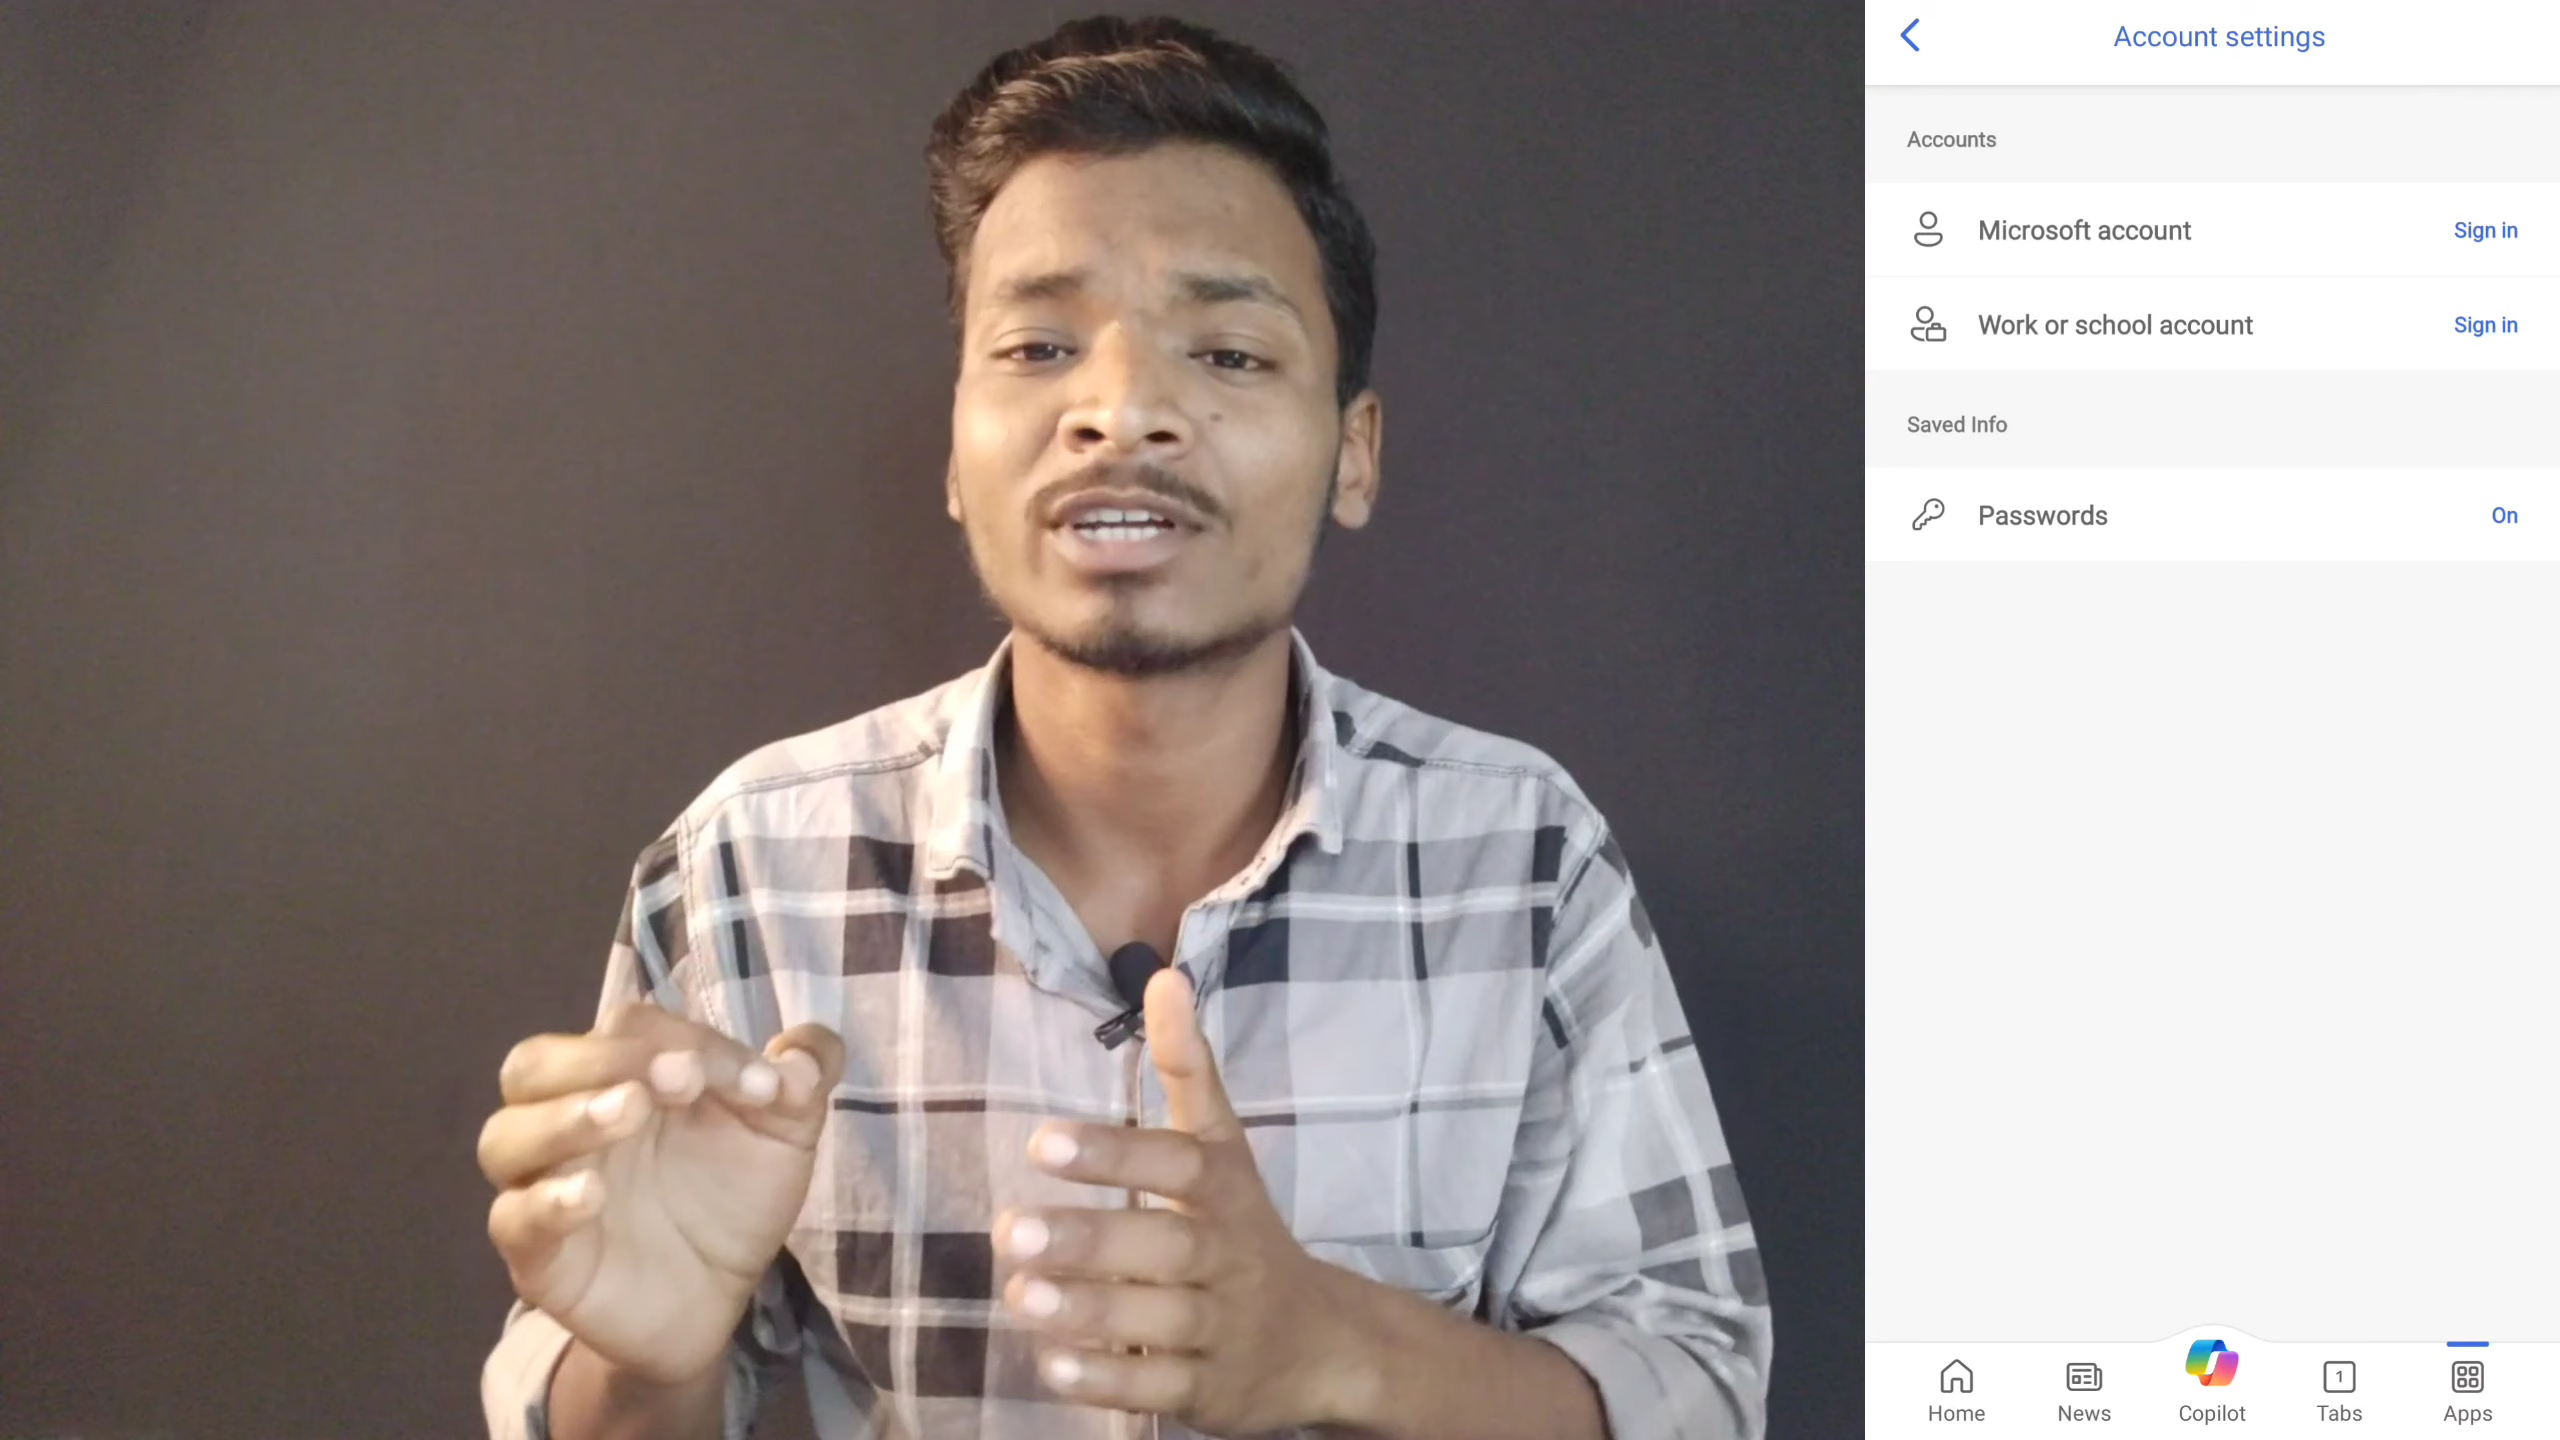 Account settings
Accounts
Microsoft account Sign in
Work or school account Sign in
Saved Info
Passwords On
1
Home News Copilot Tabs Apps